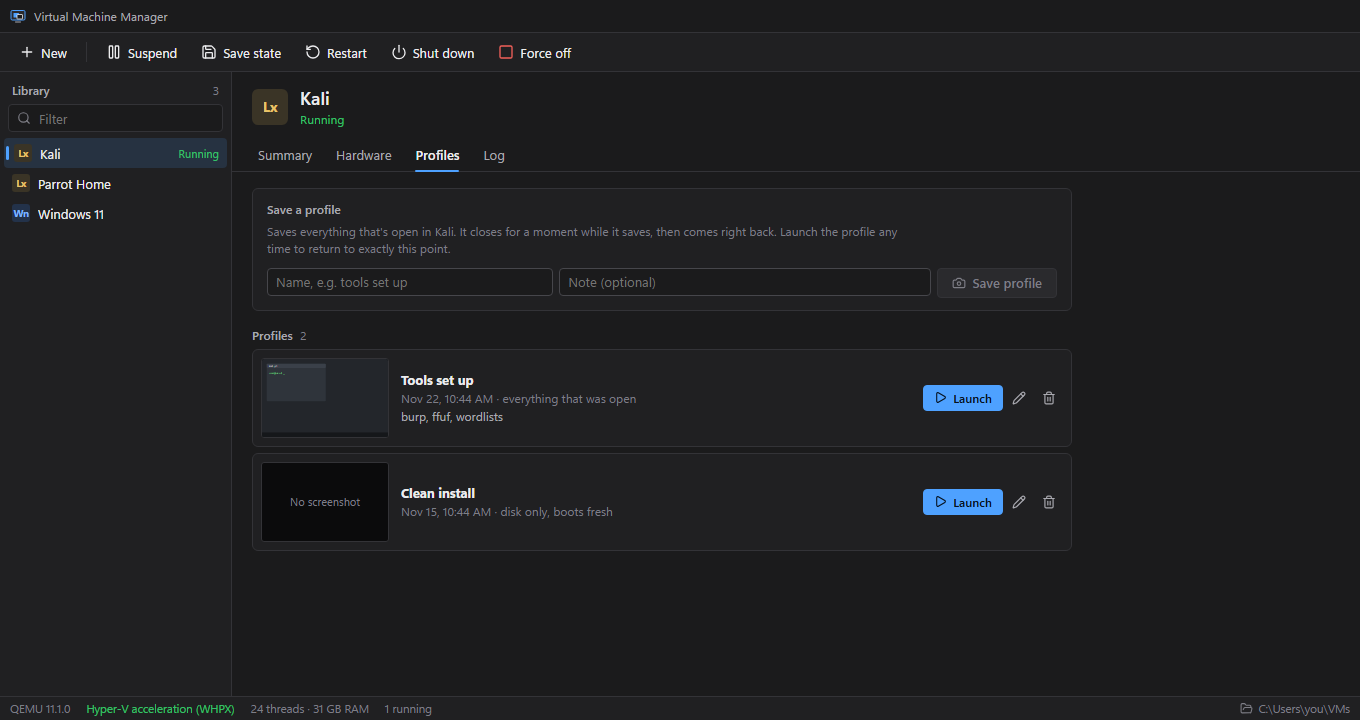 Virtual Machine Manager
New
Suspend
Save state
Restart
Shut down
Force off
Library 3
Filter
Lx Kali Running
Lx Parrot Home
Wn Windows 11
Lx
Kali
Running
Summary
Hardware
Profiles
Log
Save a profile
Saves everything that's open in Kali. It closes for a moment while it saves, then comes right back. Launch the profile any
time to return to exactly this point.
Name, e.g. tools set up
Note (optional)
Save profile
Profiles 2
Tools set up
Nov 22, 10:44 AM · everything that was open
burp, ffuf, wordlists
Launch
No screenshot
Clean install
Nov 15, 10:44 AM · disk only, boots fresh
Launch
QEMU 11.1.0
Hyper-V acceleration (WHPX)
24 threads · 31 GB RAM
1 running
C:\Users\you\VMs